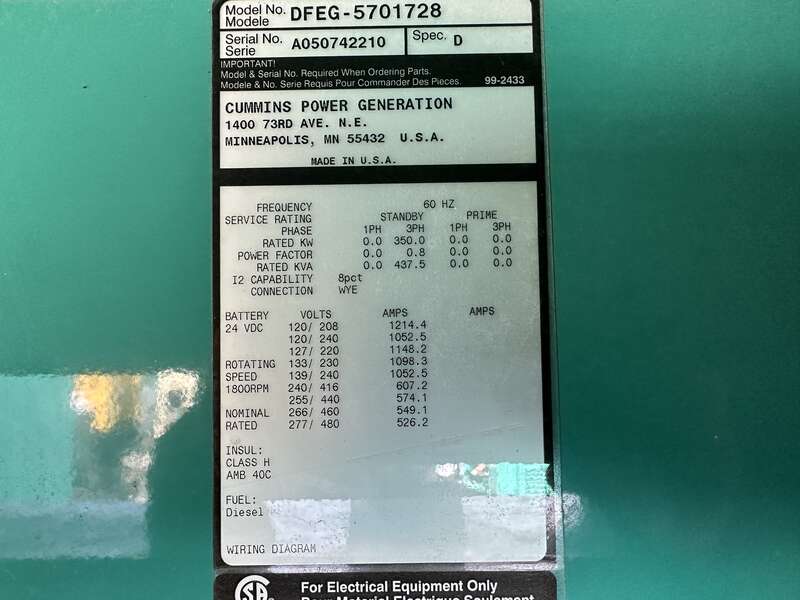 Model No. DFEG-5701728
Modele
Serial No. A050742210 Spec. D
Serie
IMPORTANT!
Model & Serial No. Required When Ordering Parts.
Modele & No. Serie Requis Pour Commander Des Pieces. 99-2433
CUMMINS POWER GENERATION
1400 73RD AVE. N.E.
MINNEAPOLIS, MN 55432 U.S.A.
MADE IN U.S.A.
FREQUENCY 60 HZ
SERVICE RATING STANDBY PRIME
PHASE 1PH 3PH 1PH 3PH
RATED KW 0.0 350.0 0.0 0.0
POWER FACTOR 0.0 0.8 0.0 0.0
RATED KVA 0.0 437.5 0.0 0.0
I2 CAPABILITY 8pct
CONNECTION WYE
BATTERY VOLTS AMPS AMPS
24 VDC 120/ 208 1214.4
120/ 240 1052.5
127/ 220 1148.2
ROTATING 133/ 230 1098.3
SPEED 139/ 240 1052.5
1800RPM 240/ 416 607.2
255/ 440 574.1
NOMINAL 266/ 460 549.1
RATED 277/ 480 526.2
INSUL:
CLASS H
AMB 40C
FUEL:
Diesel
WIRING DIAGRAM
SA For Electrical Equipment Only
Pour Materiel Electrique Seulement